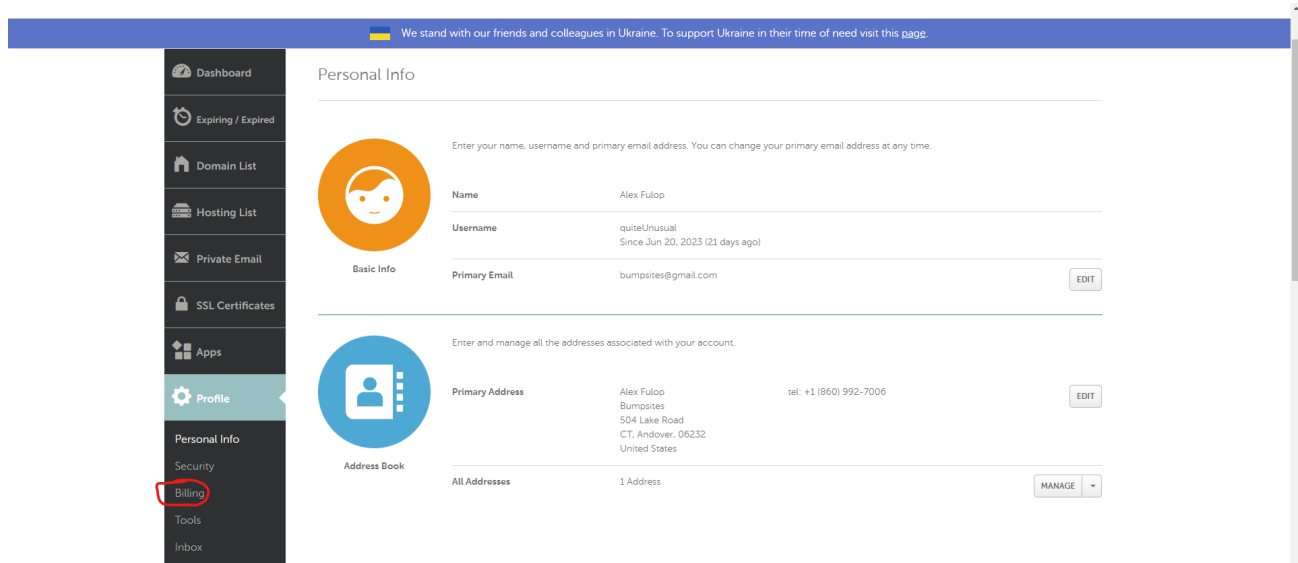 We stand with our friends and colleagues in Ukraine. To support Ukraine in their time of need visit this page.
Dashboard
Expiring / Expired
Domain List
Hosting List
Private Email
SSL Certificates
Apps
Profile
Personal Info
Security
Billing
Tools
Inbox
Personal Info
Basic Info
Enter your name, username and primary email address. You can change your primary email address at any time.
Name Alex Fulop
Username quiteUnusual
Since Jun 20, 2023 (21 days ago)
Primary Email bumpsites@gmail.com EDIT
Address Book
Enter and manage all the addresses associated with your account.
Primary Address Alex Fulop tel: +1 (860) 992-7006 EDIT
Bumpsites
504 Lake Road
CT, Andover, 06232
United States
All Addresses 1 Address MANAGE